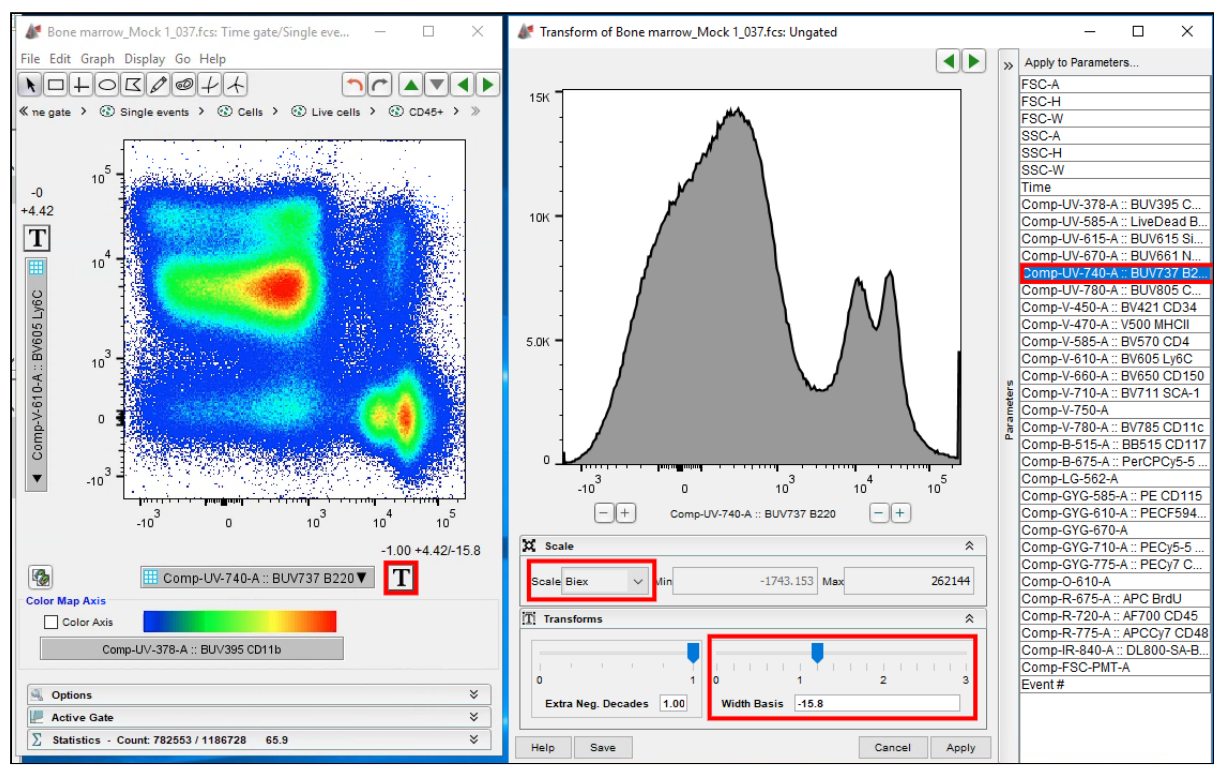 Bone marrow_Mock 1_037.fcs: Time gate/Single eve...
File Edit Graph Display Go Help
ne gate > Single events > Cells > Live cells > CD45+ >
-0
+4.42
T
Comp-V-610-A :: BV605 Ly6C
10^5
10^4
10^3
0
-10^3
-10^3 0 10^3 10^4 10^5
-1.00 +4.42/-15.8
Comp-UV-740-A :: BUV737 B220
T
Color Map Axis
Color Axis
Comp-UV-378-A :: BUV395 CD11b
Options
Active Gate
Σ Statistics - Count: 782553 / 1186728 65.9
Transform of Bone marrow_Mock 1_037.fcs: Ungated
15K
10K
5.0K
0
-10^3 0 10^3 10^4 10^5
- + Comp-UV-740-A :: BUV737 B220 - +
Scale
Scale Biex Min -1743.153 Max 262144
T Transforms
0 1
Extra Neg. Decades 1.00
0 1 2 3
Width Basis -15.8
Help Save Cancel Apply
Parameters
Apply to Parameters...
FSC-A
FSC-H
FSC-W
SSC-A
SSC-H
SSC-W
Time
Comp-UV-378-A :: BUV395 C...
Comp-UV-585-A :: LiveDead B...
Comp-UV-615-A :: BUV615 Si...
Comp-UV-670-A :: BUV661 N...
Comp-UV-740-A :: BUV737 B2...
Comp-UV-780-A :: BUV805 C...
Comp-V-450-A :: BV421 CD34
Comp-V-470-A :: V500 MHCII
Comp-V-585-A :: BV570 CD4
Comp-V-610-A :: BV605 Ly6C
Comp-V-660-A :: BV650 CD150
Comp-V-710-A :: BV711 SCA-1
Comp-V-750-A
Comp-V-780-A :: BV785 CD11c
Comp-B-515-A :: BB515 CD117
Comp-B-675-A :: PerCPCy5-5 ...
Comp-LG-562-A
Comp-GYG-585-A :: PE CD115
Comp-GYG-610-A :: PECF594...
Comp-GYG-670-A
Comp-GYG-710-A :: PECy5-5 ...
Comp-GYG-775-A :: PECy7 C...
Comp-O-610-A
Comp-R-675-A :: APC BrdU
Comp-R-720-A :: AF700 CD45
Comp-R-775-A :: APCCy7 CD48
Comp-IR-840-A :: DL800-SA-B...
Comp-FSC-PMT-A
Event #